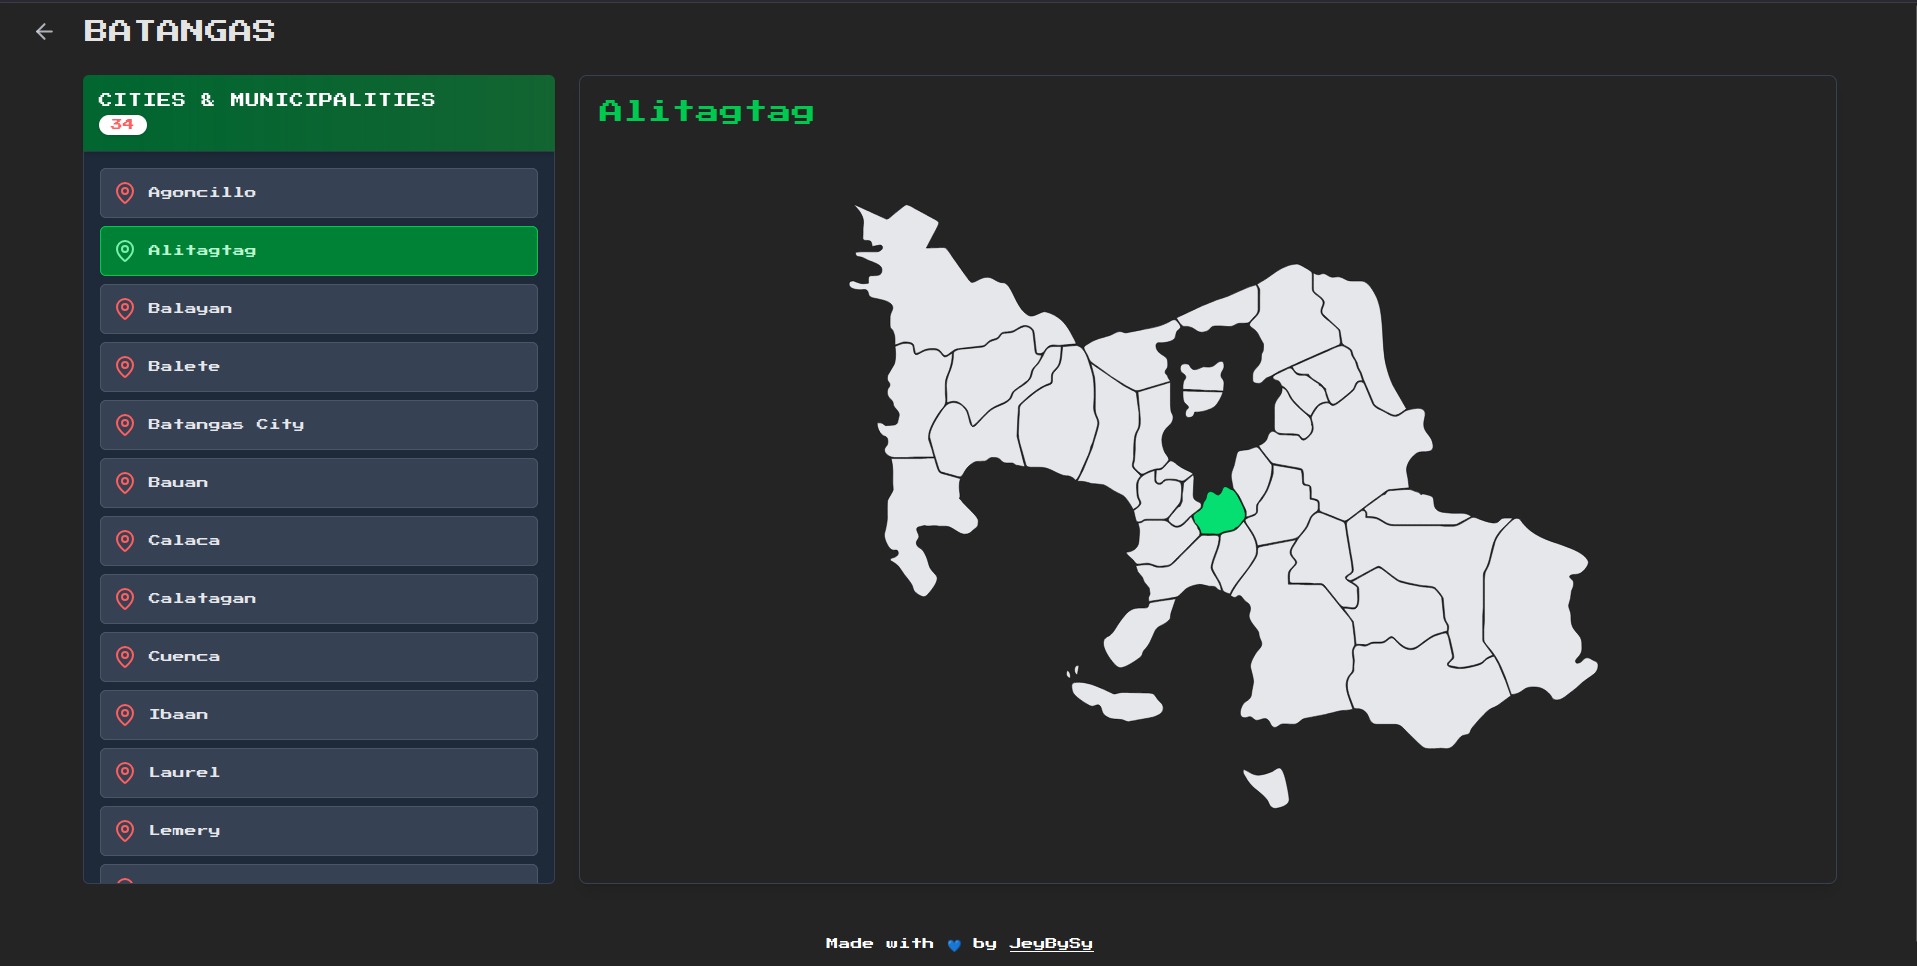 BATANGAS
CITIES & MUNICIPALITIES
34
Agoncillo
Alitagtag
Balayan
Balete
Batangas City
Bauan
Calaca
Calatagan
Cuenca
Ibaan
Laurel
Lemery
Alitagtag
Made with 💙 by JeyBySy